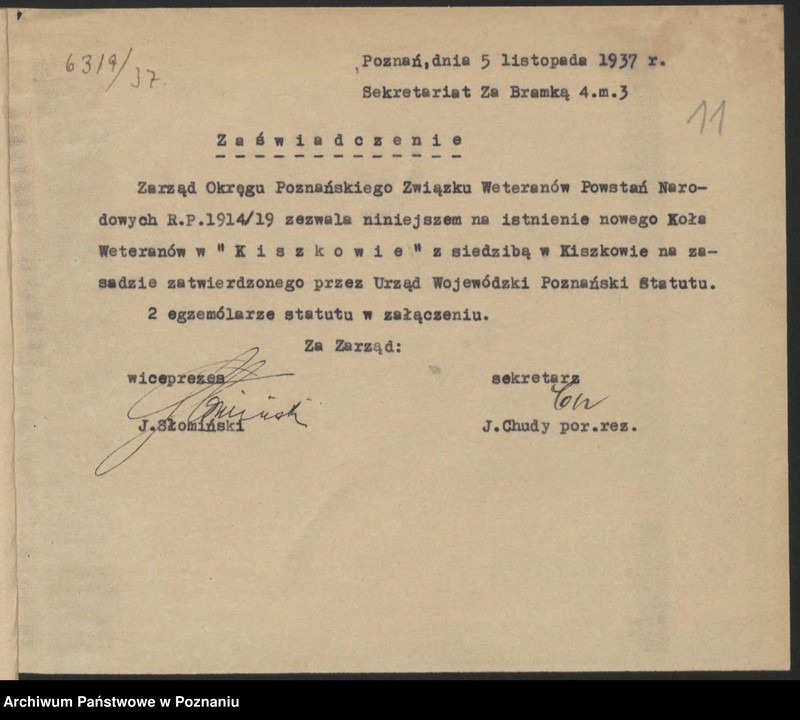 6319/37.
Poznań,dnia 5 listopada 1937 r.
Sekretariat Za Bramką 4.m.3
11
Zaświadczenie
Zarząd Okręgu Poznańskiego Związku Weteranów Powstań Naro-
dowych R.P.1914/19 zezwala niniejszem na istnienie nowego Koła
Weteranów w " K i s z k o w i e " z siedzibą w Kiszkowie na za-
sadzie zatwierdzonego przez Urząd Wojewódzki Poznański Statutu.
2 egzemólarze statutu w załączeniu.
Za Zarząd:
wiceprezes sekretarz
J.Słomiński J.Chudy por.rez.
Archiwum Państwowe w Poznaniu